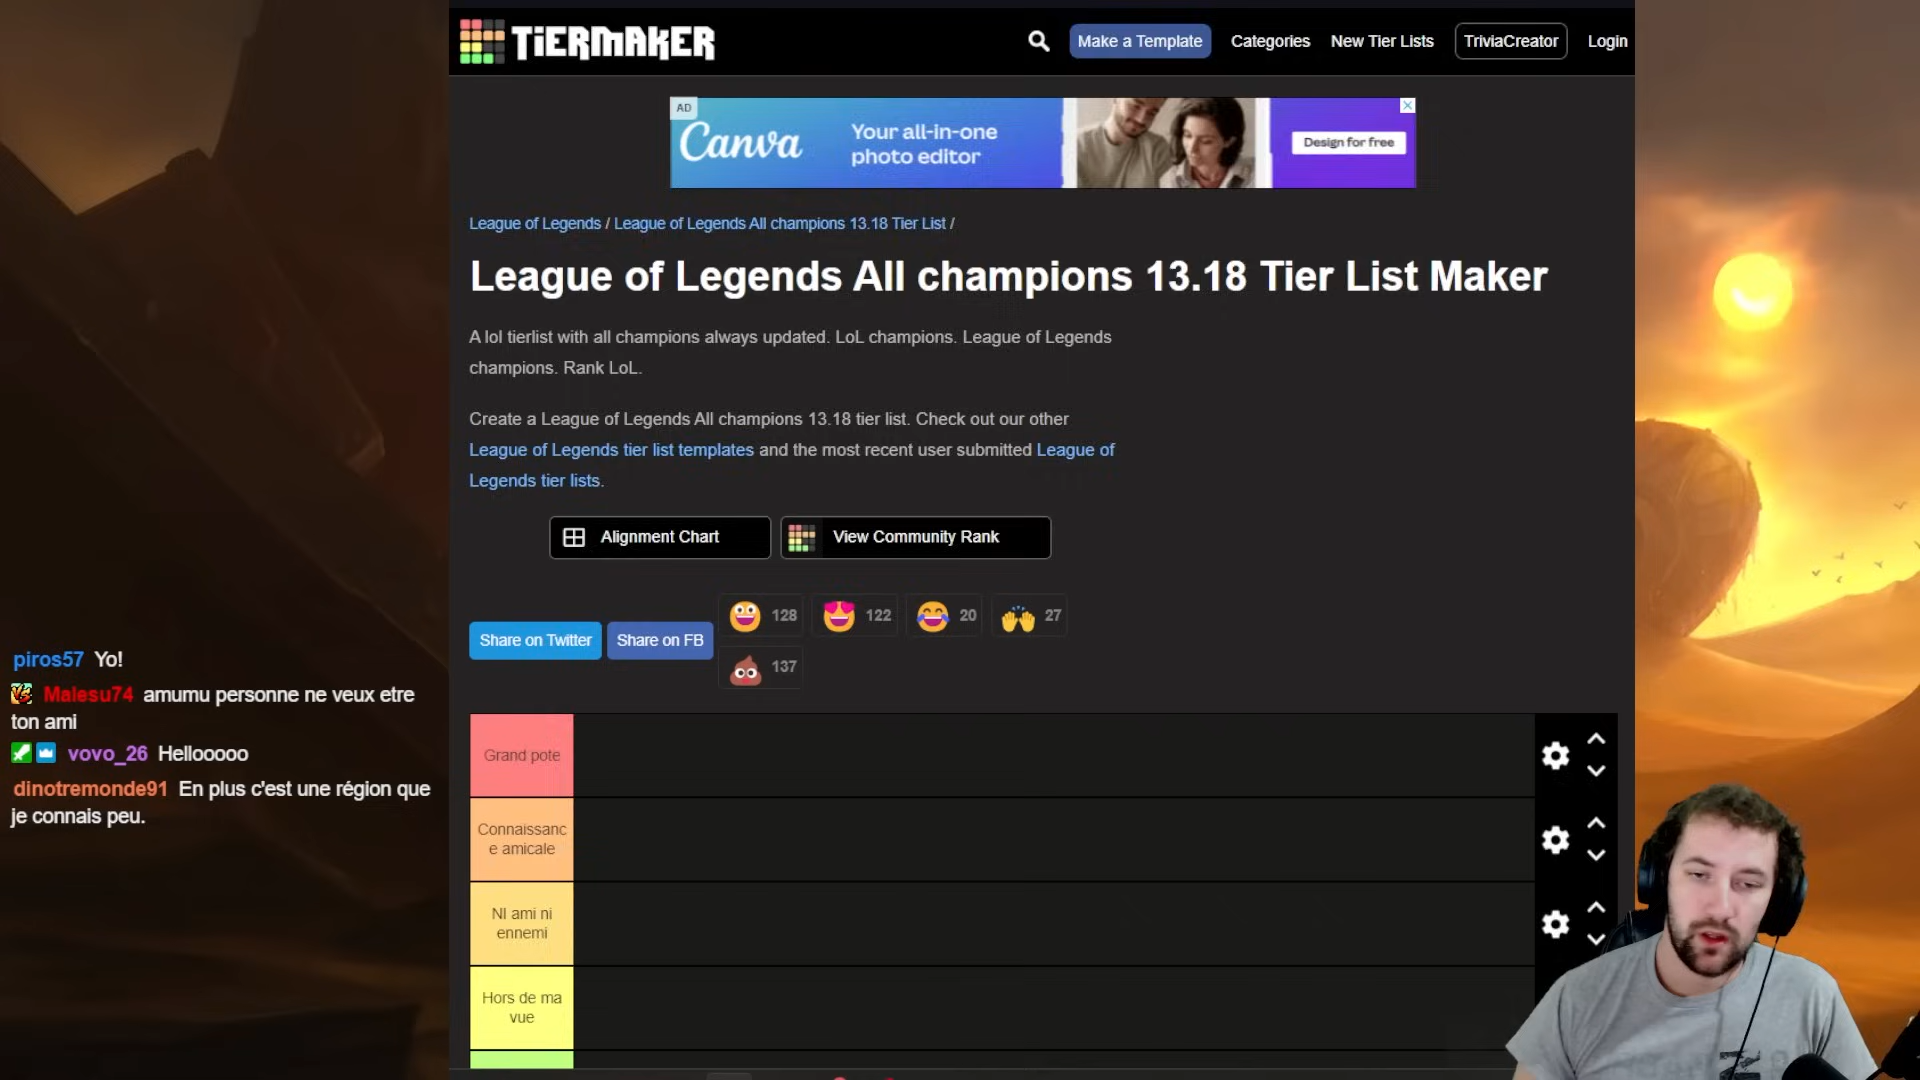 TiERMAKER
Make a Template
Categories
New Tier Lists
TriviaCreator
Login
AD
Canva
Your all-in-one
photo editor
Design for free
League of Legends / League of Legends All champions 13.18 Tier List /
League of Legends All champions 13.18 Tier List Maker
A lol tierlist with all champions always updated. LoL champions. League of Legends
champions. Rank LoL.
Create a League of Legends All champions 13.18 tier list. Check out our other
League of Legends tier list templates and the most recent user submitted League of
Legends tier lists.
Alignment Chart
View Community Rank
Share on Twitter
Share on FB
128
122
20
27
137
piros57 Yo!
Malesu74 amumu personne ne veux etre
ton ami
vovo_26 Hellooooo
dinotremonde91 En plus c'est une région que
je connais peu.
Grand pote
Connaissanc
e amicale
NI ami ni
ennemi
Hors de ma
vue